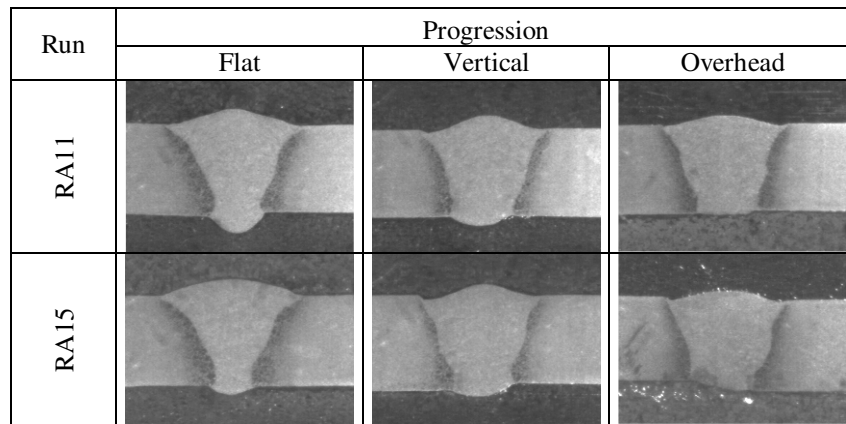 Run
Progression
Flat
Vertical
Overhead
RA11
RA15